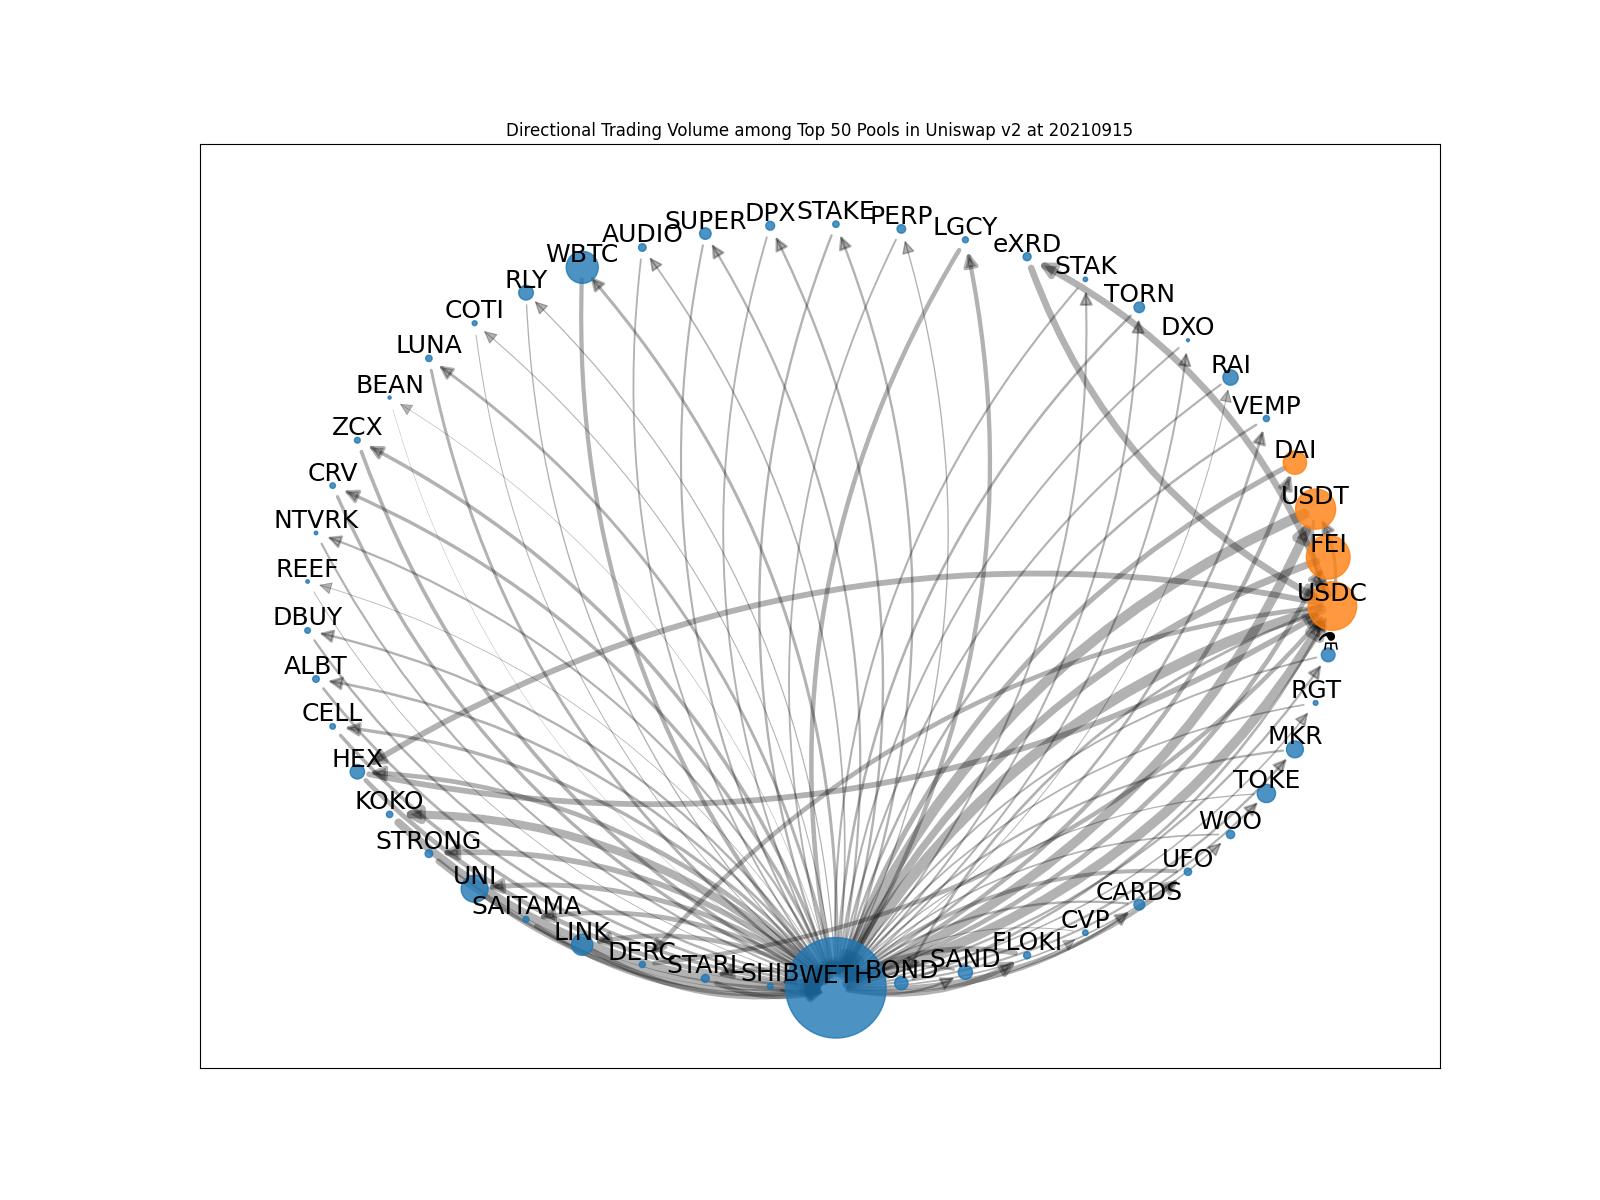 Directional Trading Volume among Top 50 Pools in Uniswap v2 at 20210915
STAKE
DPX
PERP
SUPER
LGCY
AUDIO
eXRD
WBTC
STAK
RLY
TORN
COTI
DXO
LUNA
RAI
BEAN
VEMP
ZCX
DAI
CRV
USDT
NTVRK
FEI
REEF
USDC
DBUY
⚗
ALBT
RGT
CELL
MKR
HEX
TOKE
KOKO
WOO
STRONG
UFO
UNI
CARDS
SAITAMA
CVP
LINK
FLOKI
DERC
SAND
STARL
BOND
SHIB
WETH